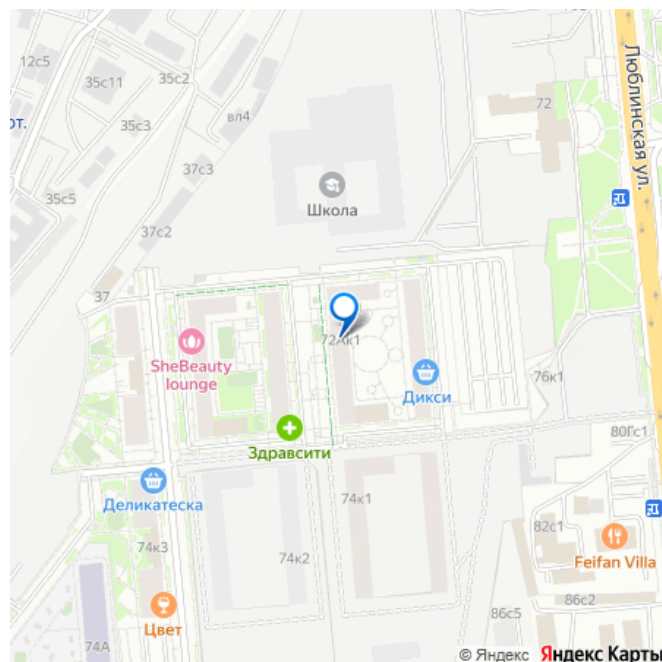 12с5
35с2
35с11
72
Люблинская ул.
от.
35с3
вл4
37с3
35с5
Школа
37с2
37
72Ак1
SheBeauty
lounge
76к1
Дикси
80Гс1
Здравсити
Деликатеска
74к1
82с1
74к3
74к2
Feifan Villa
86с2
86с5
Цвет
74А
© Яндекс Яндекс Карты